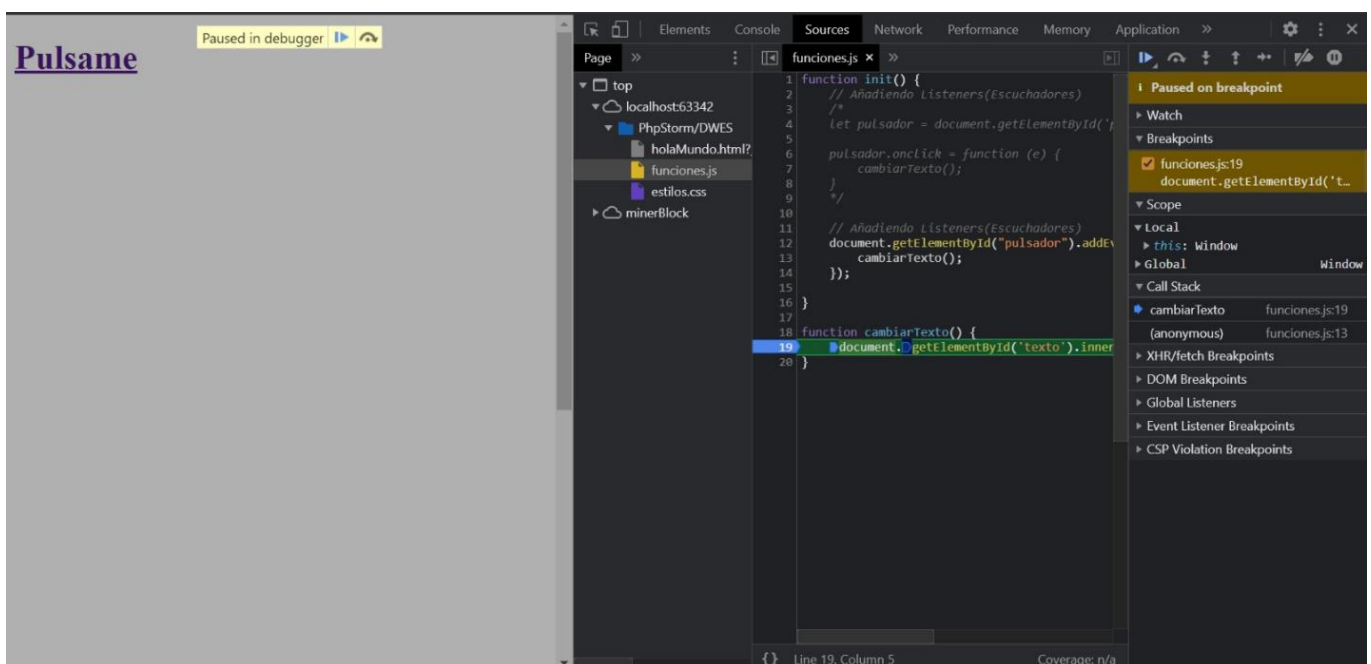 Paused in debugger
Pulsame
Elements Console Sources Network Performance Memory Application »
Page »
top
localhost:63342
PhpStorm/DWES
holaMundo.html?
funciones.js
estilos.css
minerBlock
funciones.js × »
1 function init() {
2 // Añadiendo Listeners(Escuchadores)
3 /*
4 let pulsador = document.getElementById('p
5
6 pulsador.onclick = function (e) {
7 cambiarTexto();
8 }
9 */
10
11 // Añadiendo Listeners(Escuchadores)
12 document.getElementById("pulsador").addEv
13 cambiarTexto();
14 });
15
16 }
17
18 function cambiarTexto() {
19 document.getElementById('texto').inner
20 }
{} Line 19, Column 5 Coverage: n/a
Paused on breakpoint
Watch
Breakpoints
funciones.js:19
document.getElementById('t…
Scope
Local
this: Window
Global Window
Call Stack
cambiarTexto funciones.js:19
(anonymous) funciones.js:13
XHR/fetch Breakpoints
DOM Breakpoints
Global Listeners
Event Listener Breakpoints
CSP Violation Breakpoints